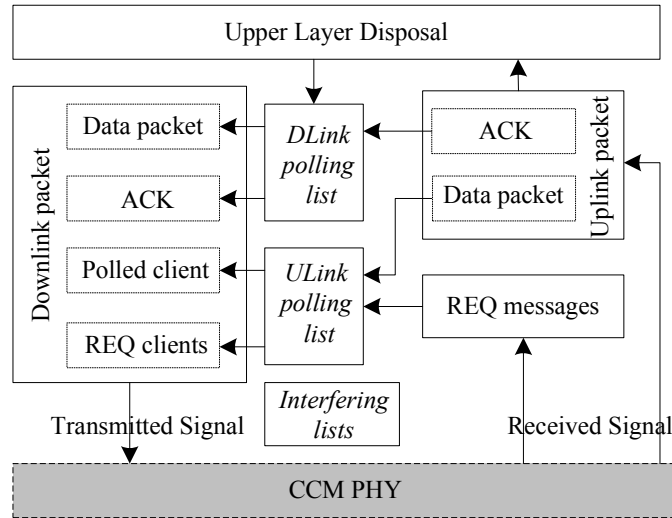 Upper Layer Disposal
Downlink packet
Data packet
ACK
Polled client
REQ clients
DLink
polling
list
ULink
polling
list
Interfering
lists
ACK
Data packet
Uplink packet
REQ messages
Transmitted Signal
Received Signal
CCM PHY